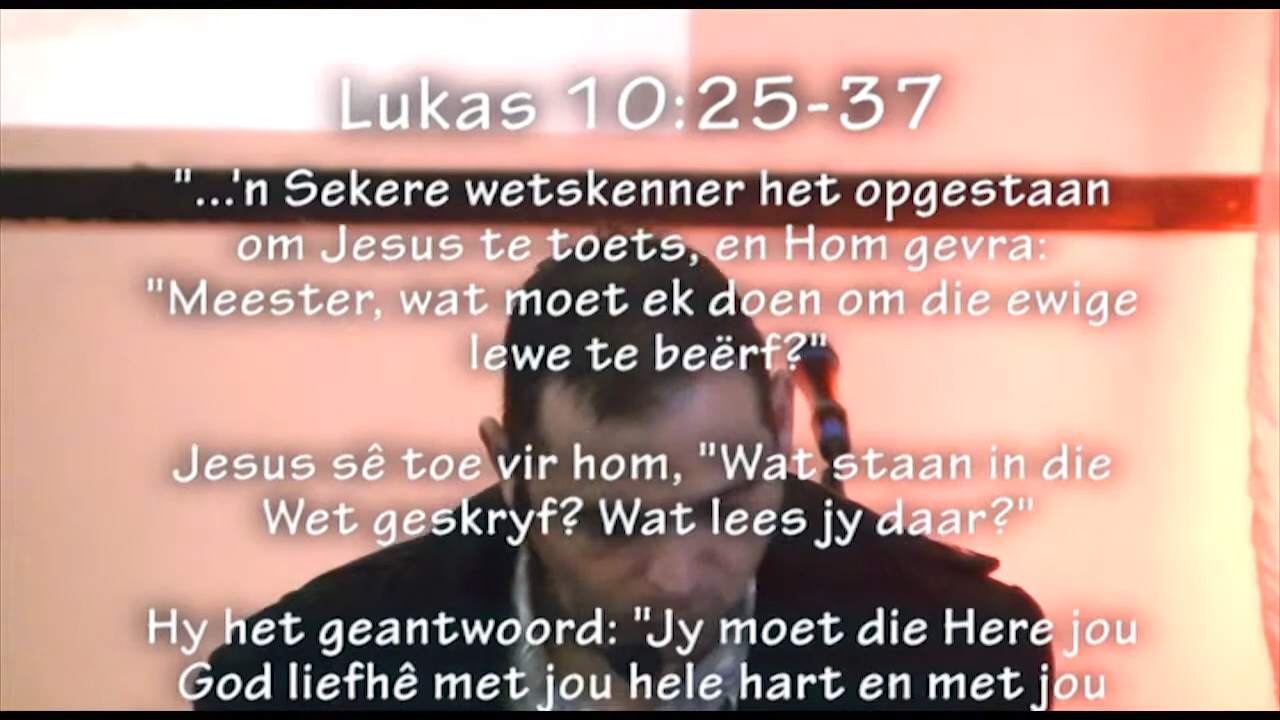 Lukas 10:25-37
"...'n Sekere wetskenner het opgestaan
om Jesus te toets, en Hom gevra:
"Meester, wat moet ek doen om die ewige
lewe te beërf?"
Jesus sê toe vir hom, "Wat staan in die
Wet geskryf? Wat lees jy daar?"
Hy het geantwoord: "Jy moet die Here jou
God liefhê met jou hele hart en met jou